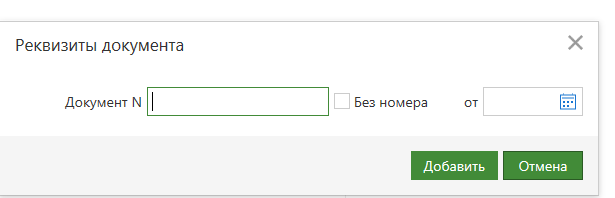 Реквизиты документа
Документ N Без номера от
Добавить Отмена